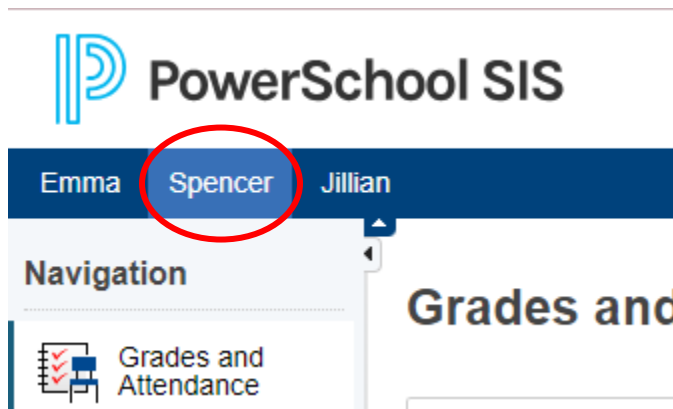 PowerSchool SIS
Emma Spencer Jillian
Navigation
Grades and
Grades and
Attendance